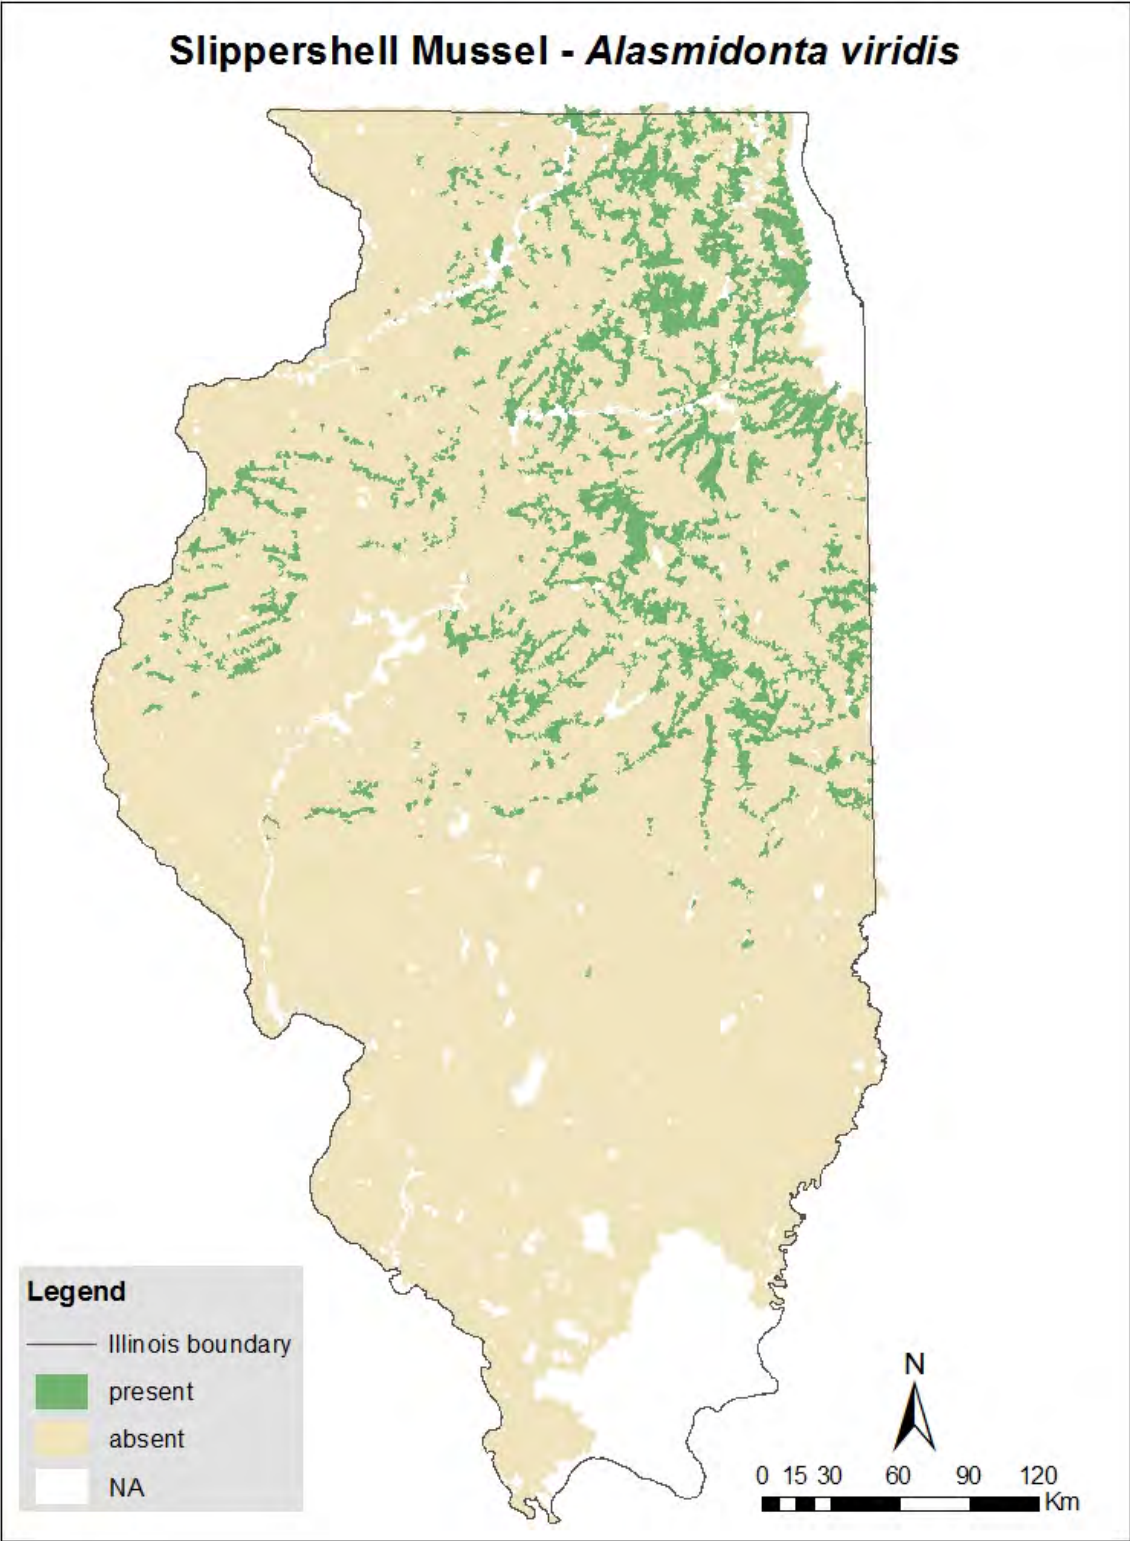 Slippershell Mussel - Alasmidonta viridis
Legend
Illinois boundary
present
absent
NA
N
0 15 30 60 90 120
Km